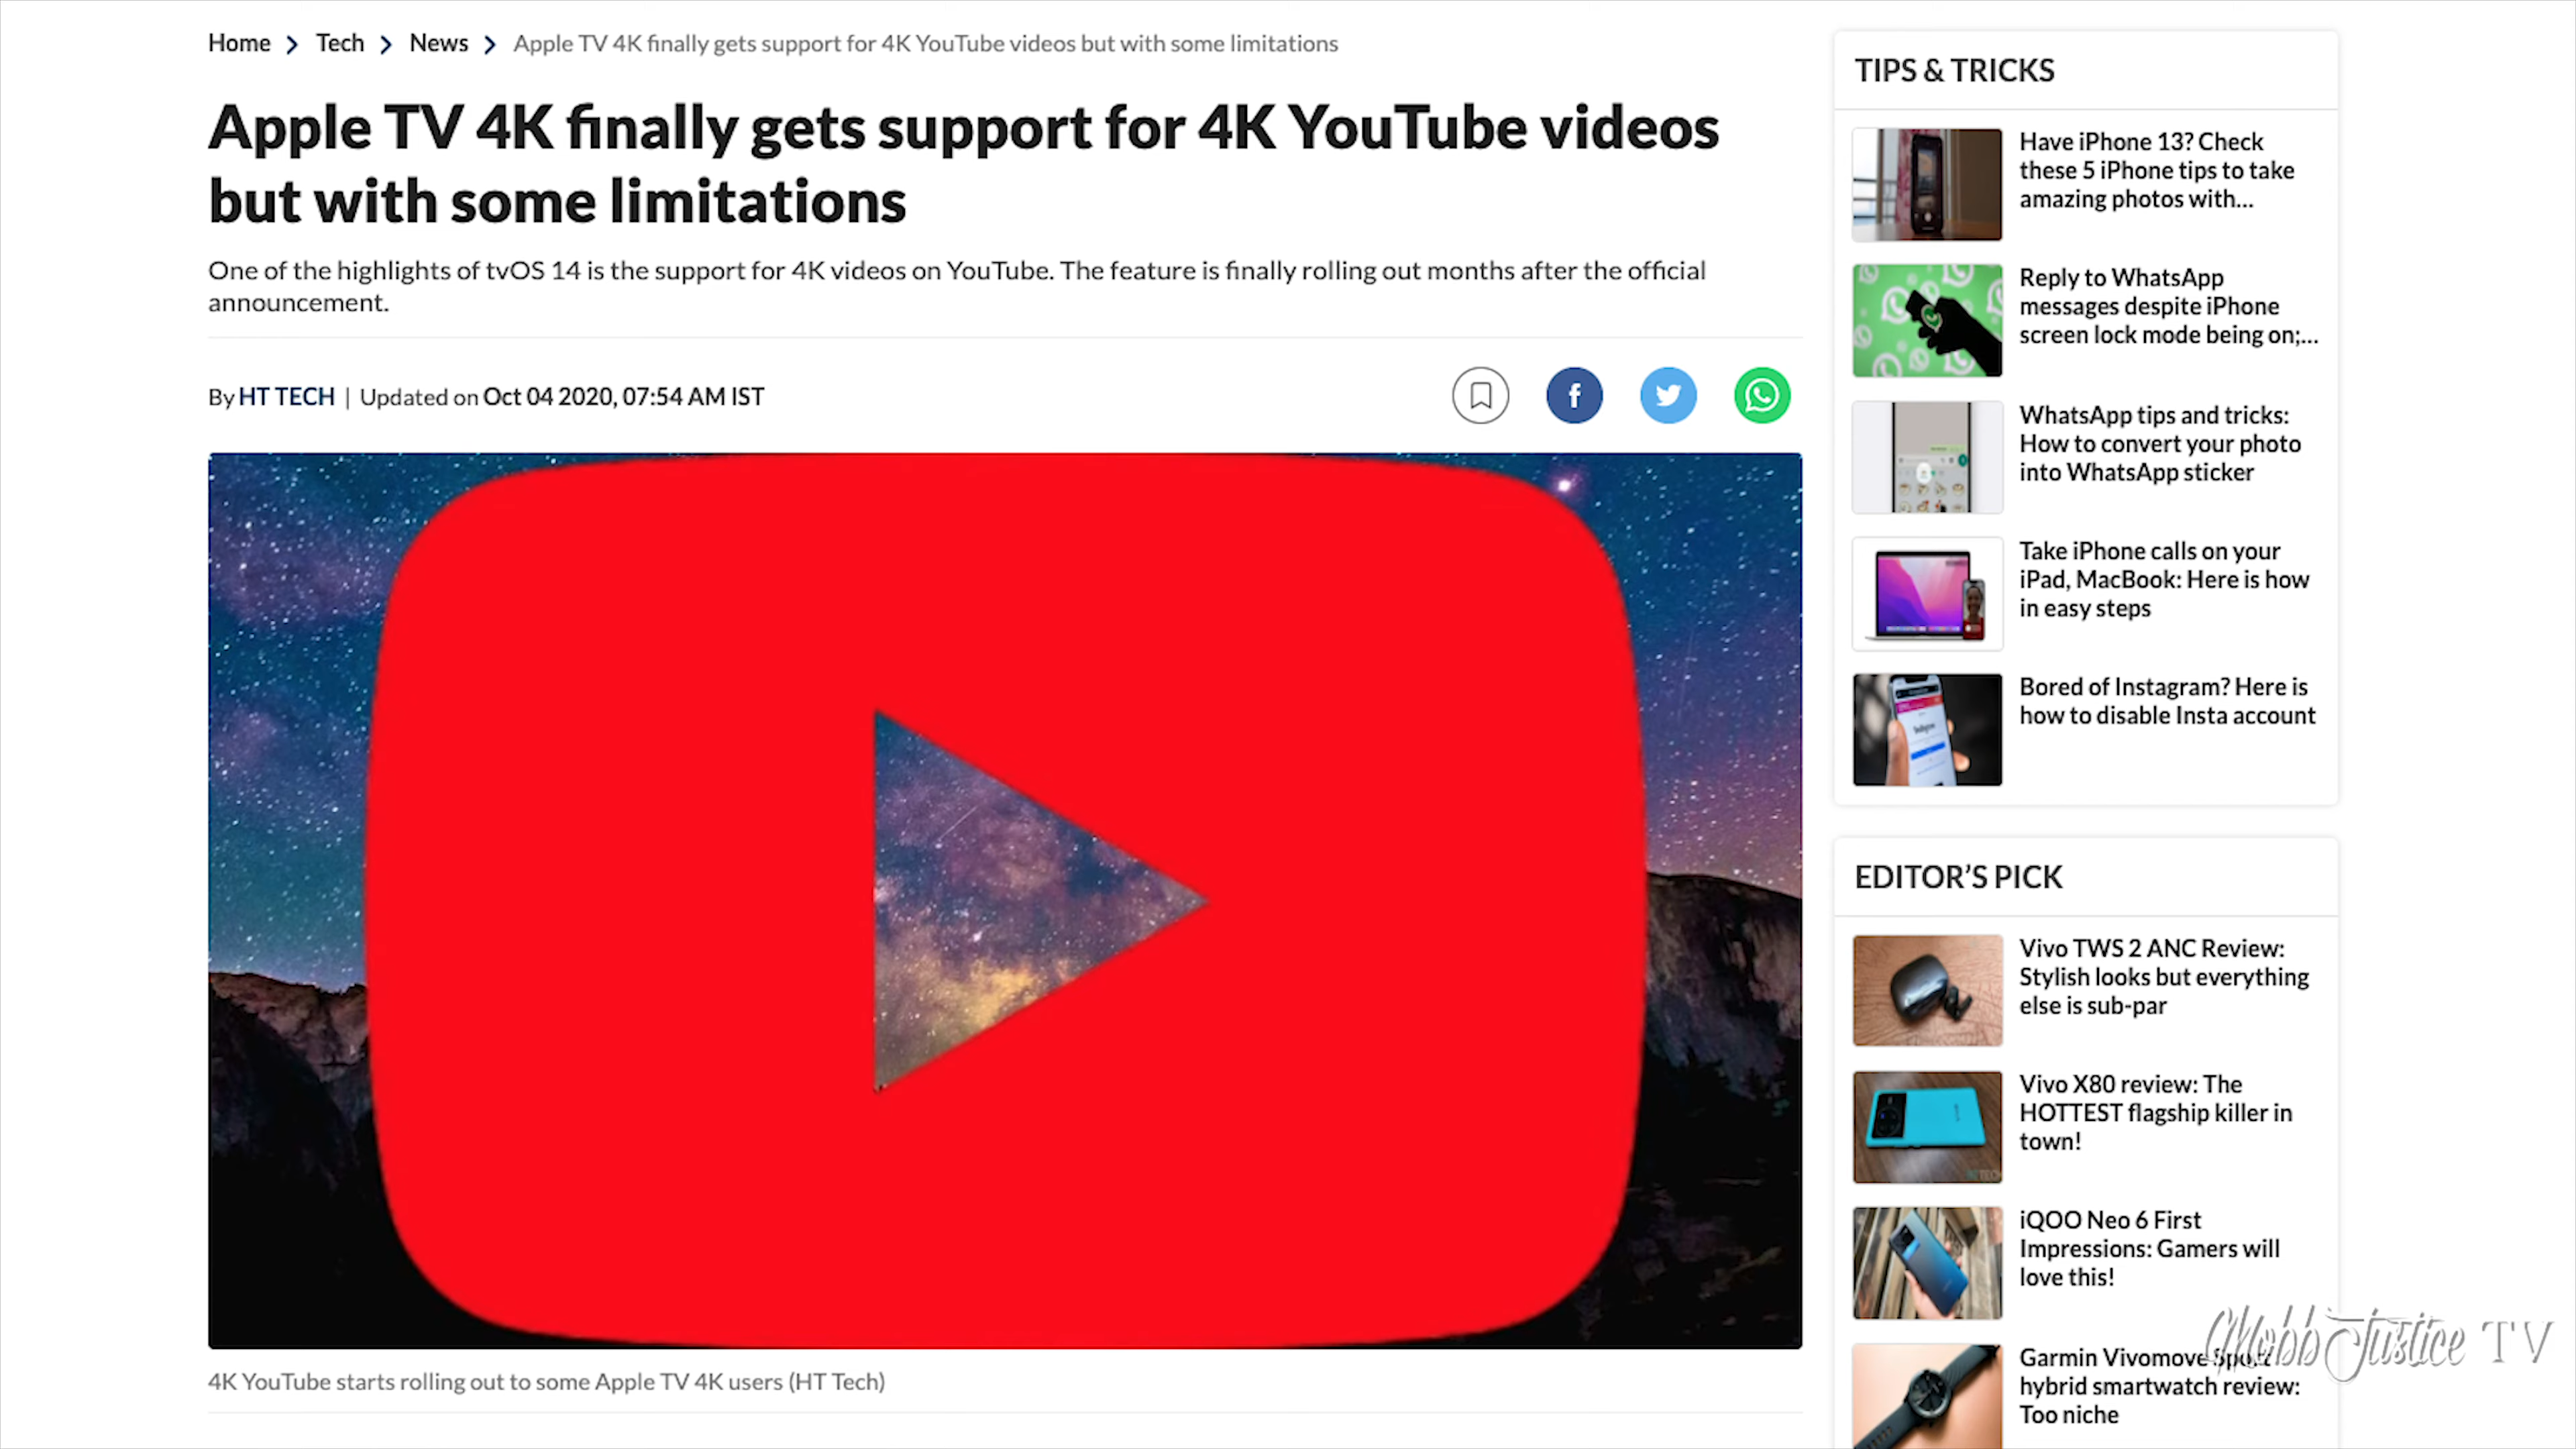 Home > Tech > News > Apple TV 4K finally gets support for 4K YouTube videos but with some limitations
Apple TV 4K finally gets support for 4K YouTube videos
but with some limitations
One of the highlights of tvOS 14 is the support for 4K videos on YouTube. The feature is finally rolling out months after the official
announcement.
By HT TECH | Updated on Oct 04 2020, 07:54 AM IST
4K YouTube starts rolling out to some Apple TV 4K users (HT Tech)
TIPS & TRICKS
Have iPhone 13? Check
these 5 iPhone tips to take
amazing photos with...
Reply to WhatsApp
messages despite iPhone
screen lock mode being on;...
WhatsApp tips and tricks:
How to convert your photo
into WhatsApp sticker
Take iPhone calls on your
iPad, MacBook: Here is how
in easy steps
Bored of Instagram? Here is
how to disable Insta account
EDITOR'S PICK
Vivo TWS 2 ANC Review:
Stylish looks but everything
else is sub-par
Vivo X80 review: The
HOTTEST flagship killer in
town!
iQOO Neo 6 First
Impressions: Gamers will
love this!
Garmin Vivomove Sport
hybrid smartwatch review:
Too niche
Mobb Justice TV